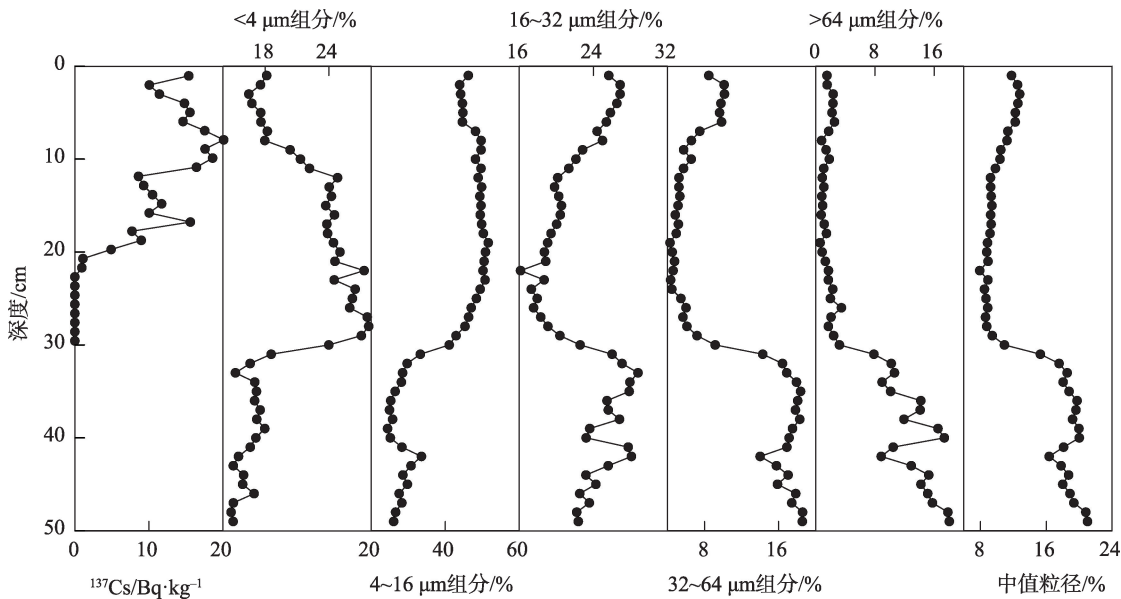 <4 μm组分/%
16~32 μm组分/%
>64 μm组分/%
18 24 16 24 32 0 8 16
0
10
20
30
40
50
深度/cm
0 10 20 20 40 60 8 16 8 16 24
¹³⁷Cs/Bq·kg⁻¹
4~16 μm组分/%
32~64 μm组分/%
中值粒径/%